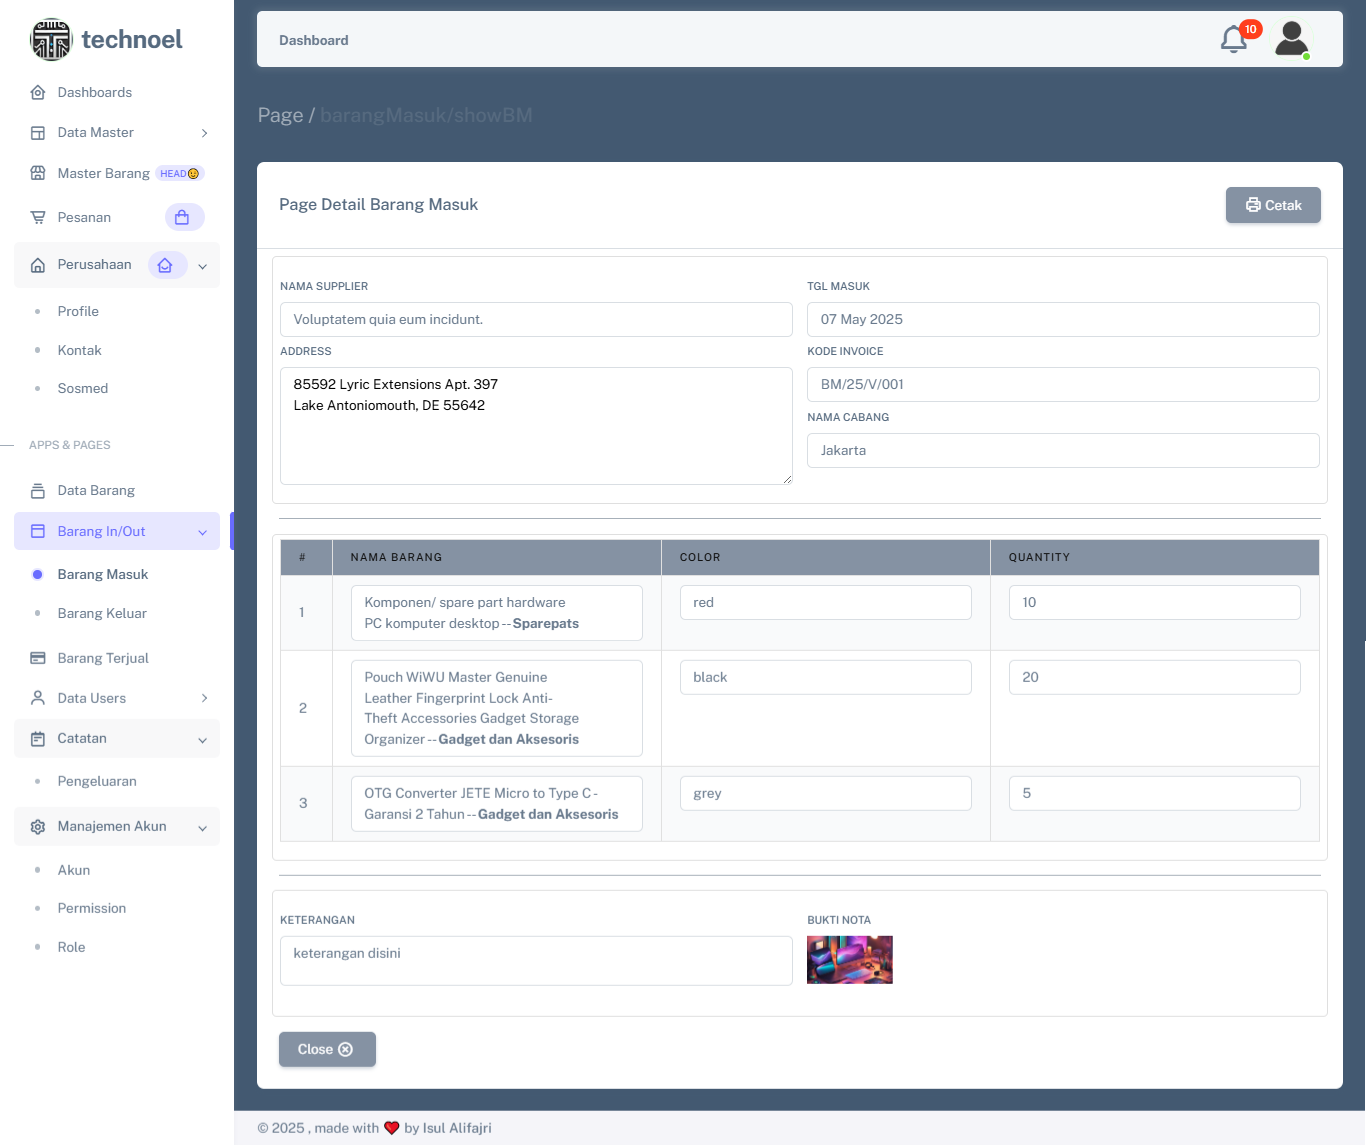 technoel
Dashboards
Data Master
Master Barang HEAD
Pesanan
Perusahaan
Profile
Kontak
Sosmed
APPS & PAGES
Data Barang
Barang In/Out
Barang Masuk
Barang Keluar
Barang Terjual
Data Users
Catatan
Pengeluaran
Manajemen Akun
Akun
Permission
Role
Dashboard
10
Page / barangMasuk/showBM
Page Detail Barang Masuk
Cetak
NAMA SUPPLIER
Voluptatem quia eum incidunt.
ADDRESS
85592 Lyric Extensions Apt. 397
Lake Antoniomouth, DE 55642
TGL MASUK
07 May 2025
KODE INVOICE
BM/25/V/001
NAMA CABANG
Jakarta
# NAMA BARANG COLOR QUANTITY
1 Komponen/ spare part hardware red 10
PC komputer desktop -- Sparepats
2 Pouch WiWU Master Genuine black 20
Leather Fingerprint Lock Anti-
Theft Accessories Gadget Storage
Organizer -- Gadget dan Aksesoris
3 OTG Converter JETE Micro to Type C - grey 5
Garansi 2 Tahun -- Gadget dan Aksesoris
KETERANGAN
keterangan disini
BUKTI NOTA
Close
© 2025 , made with ❤️ by Isul Alifajri